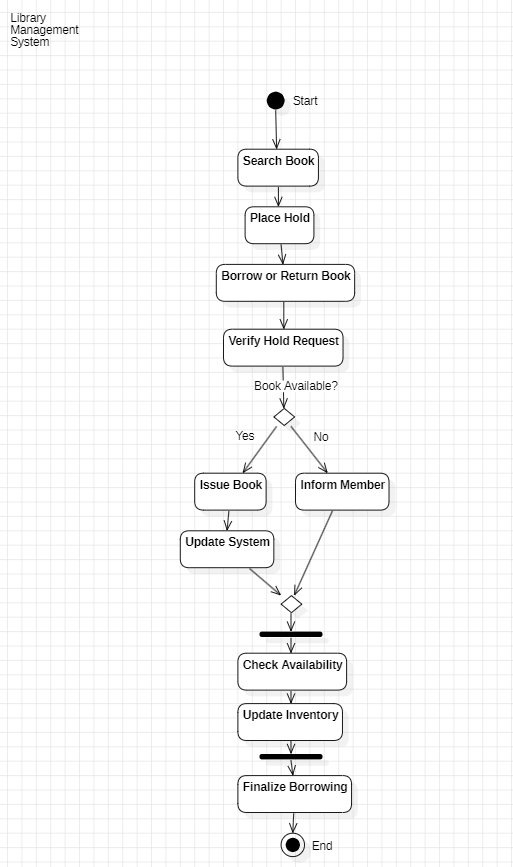 Library
Management
System
Start
Search Book
Place Hold
Borrow or Return Book
Verify Hold Request
Book Available?
Yes
No
Issue Book
Inform Member
Update System
Check Availability
Update Inventory
Finalize Borrowing
End